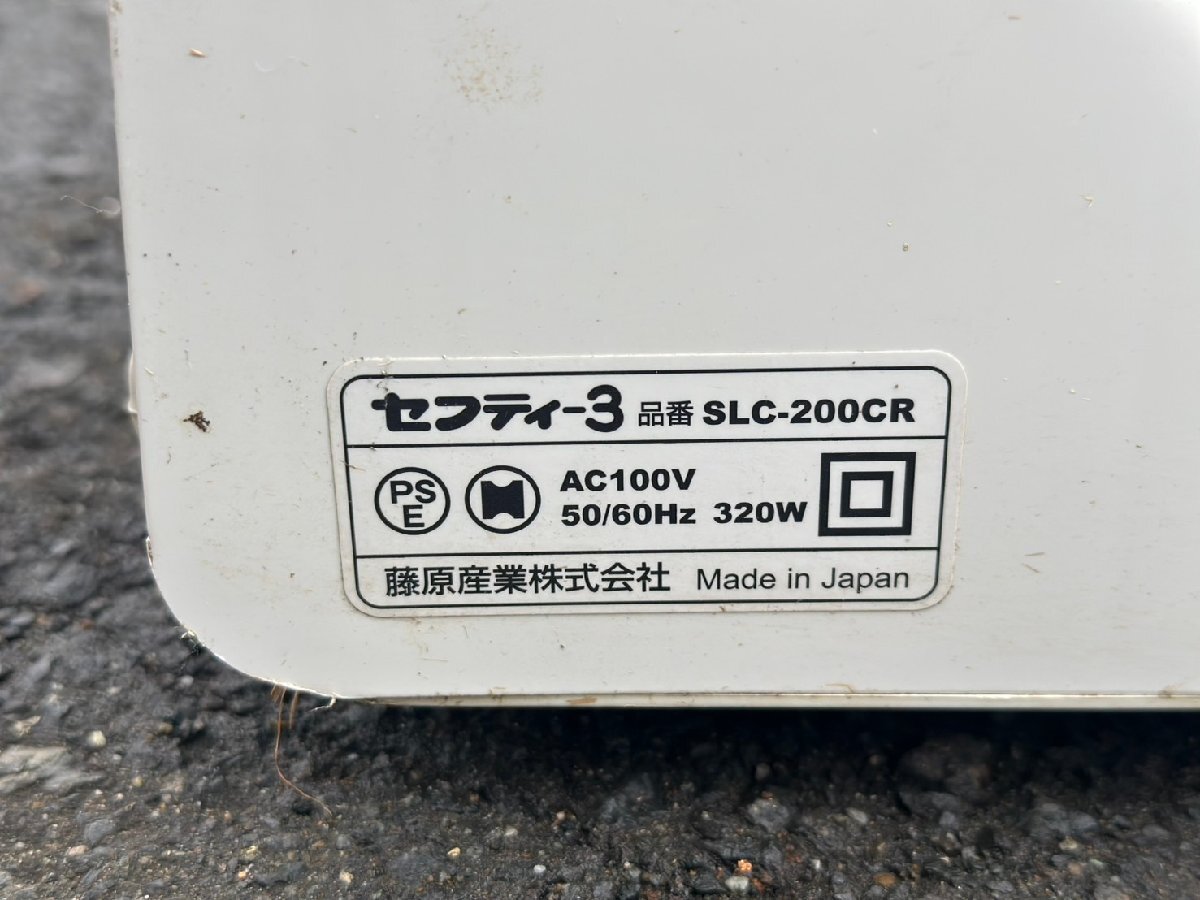 セフティー3 品番 SLC-200CR
PS
E
AC100V
50/60Hz 320W
藤原産業株式会社 Made in Japan